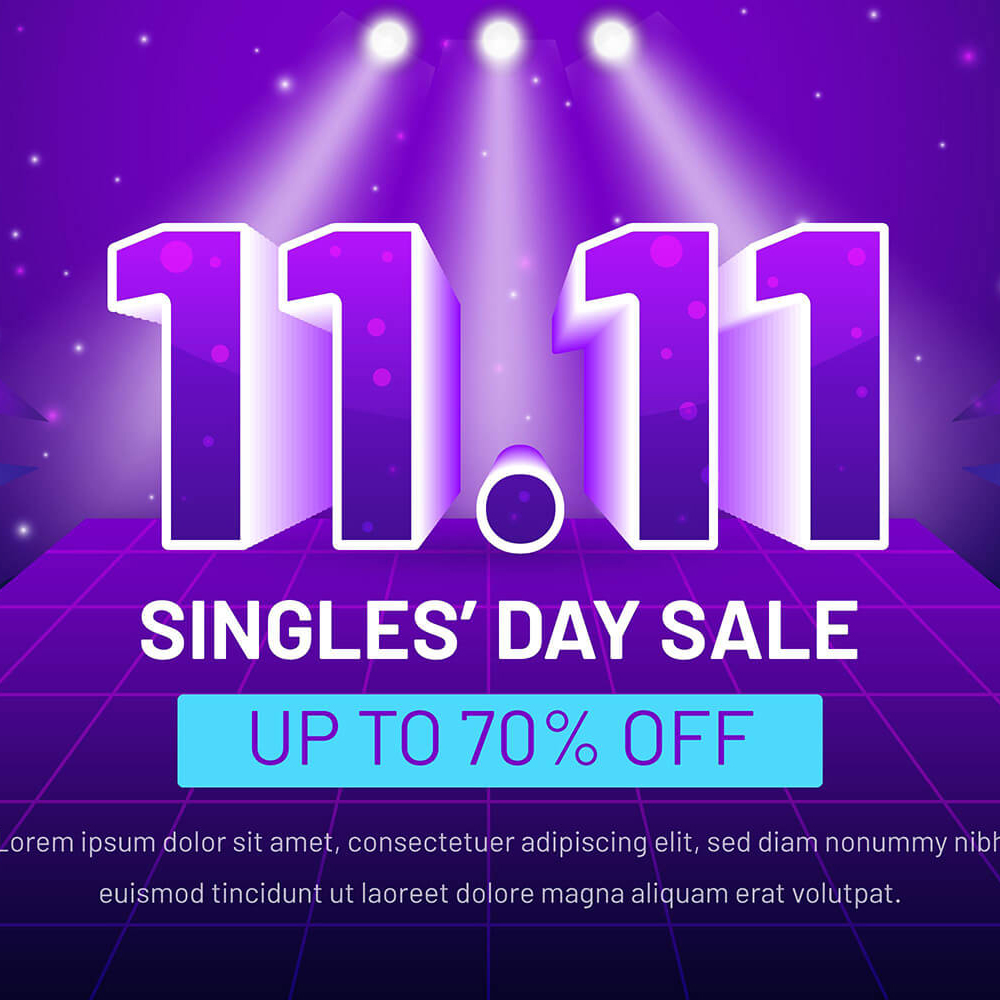 11.11
SINGLES’ DAY SALE
UP TO 70% OFF
Lorem ipsum dolor sit amet, consectetuer adipiscing elit, sed diam nonummy nibh
euismod tincidunt ut laoreet dolore magna aliquam erat volutpat.